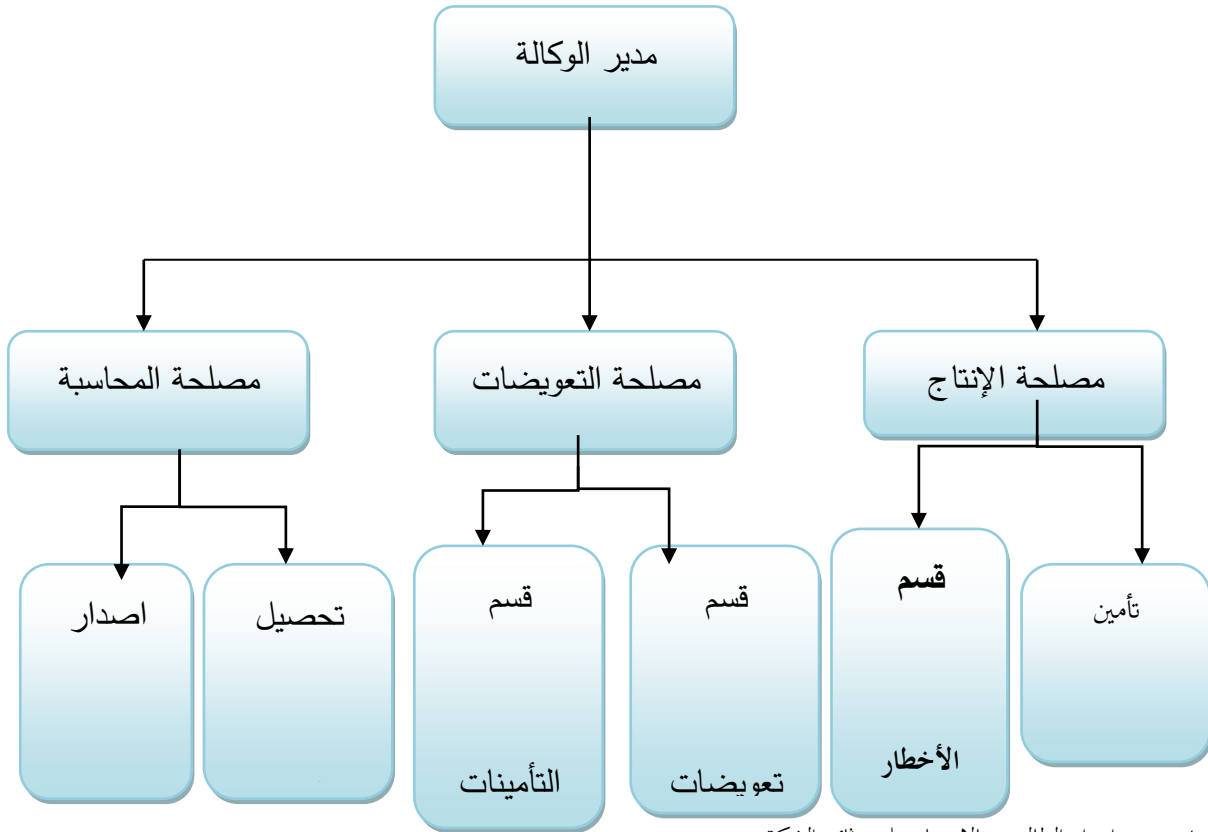 مدير الوكالة
مصلحة الإنتاج
مصلحة التعويضات
مصلحة المحاسبة
تأمين
قسم
الأخطار
قسم
تعويضات
قسم
التأمينات
تحصيل
اصدار